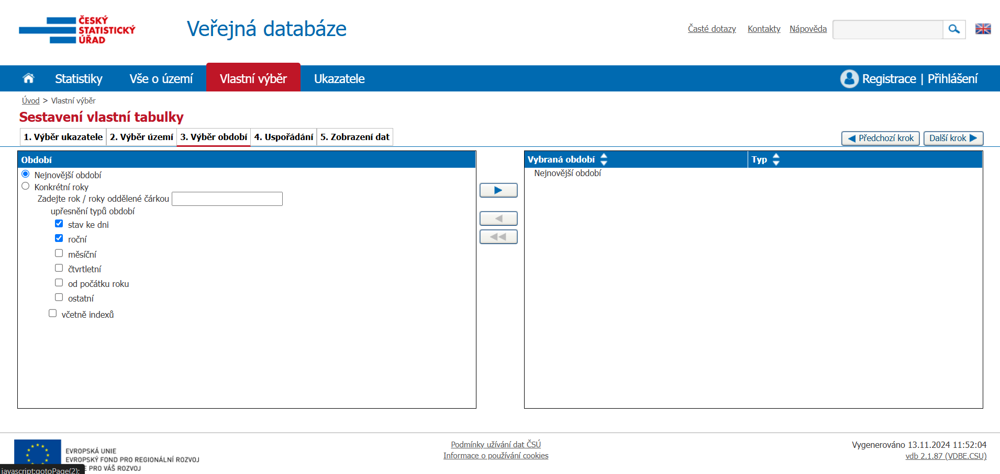 ČESKÝ
STATISTICKÝ
ÚŘAD
Veřejná databáze
Časté dotazy Kontakty Nápověda
Statistiky Vše o území Vlastní výběr Ukazatele Registrace | Přihlášení
Úvod > Vlastní výběr
Sestavení vlastní tabulky
1. Výběr ukazatele 2. Výběr území 3. Výběr období 4. Uspořádání 5. Zobrazení dat
Předchozí krok Další krok
Období
Nejnovější období
Konkrétní roky
Zadejte rok / roky oddělené čárkou
upřesnění typů období
stav ke dni
roční
měsíční
čtvrtletní
od počátku roku
ostatní
včetně indexů
Vybraná období Typ
Nejnovější období
EVROPSKÁ UNIE
EVROPSKÝ FOND PRO REGIONÁLNÍ ROZVOJ
E PRO VÁŠ ROZVOJ
javascript:gotoPage(2);
Podmínky užívání dat ČSÚ
Informace o používání cookies
Vygenerováno 13.11.2024 11:52:04
vdb 2.1.87 (VDBE.CSU)